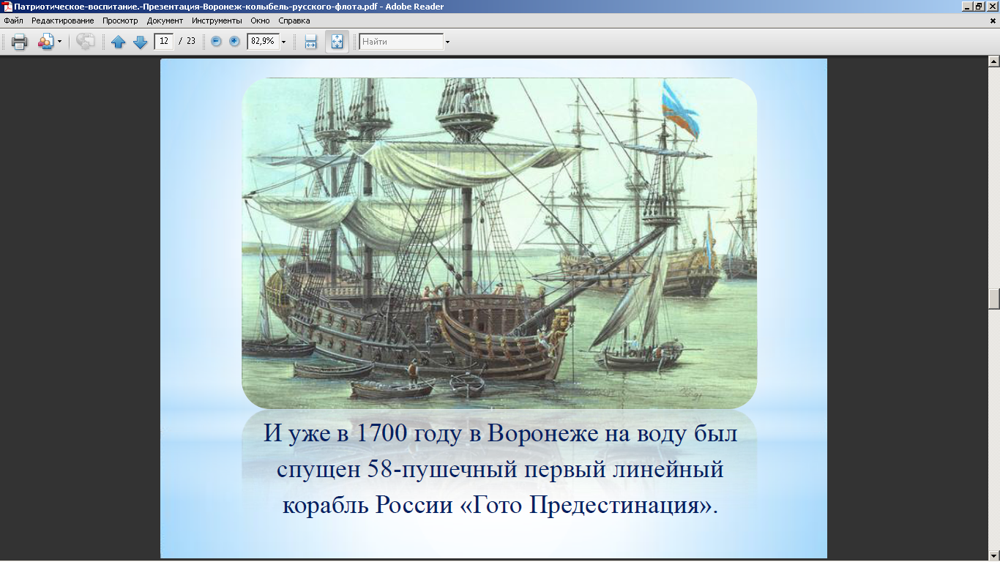 Патриотическое-воспитание.-Презентация-Воронеж-колыбель-русского-флота.pdf - Adobe Reader
Файл Редактирование Просмотр Документ Инструменты Окно Справка
12 / 23 82,9% Найти
И уже в 1700 году в Воронеже на воду был
спущен 58-пушечный первый линейный
корабль России «Гото Предестинация».